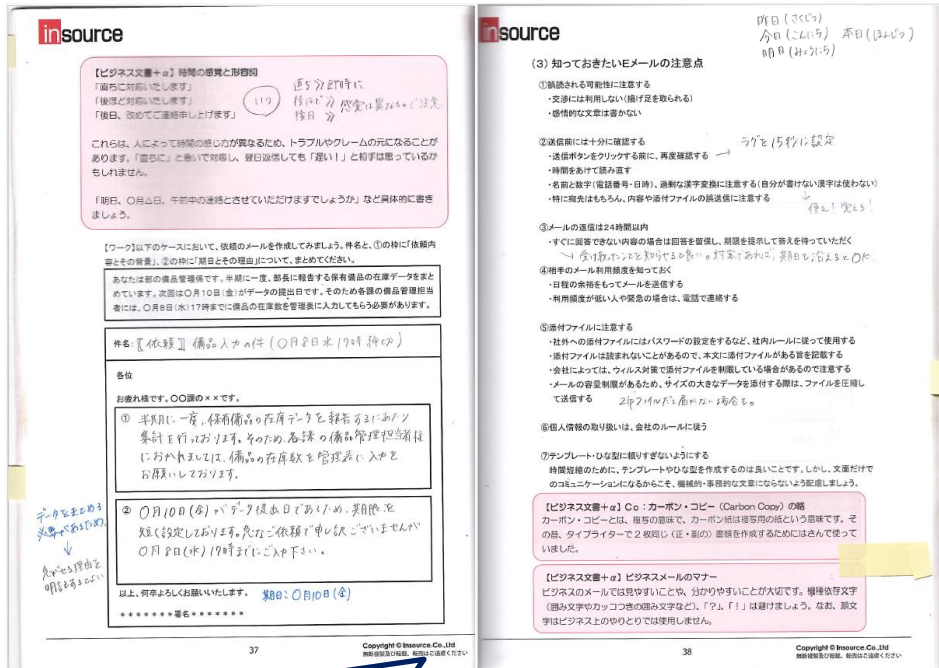 insource
【ビジネス文書+α】時間の感覚と形容詞
「直ちに対応いたします」
「後ほど対応いたします」
「後日、改めてご連絡申し上げます」
直ち
後ほど
後日
感覚は異なるので注意
これらは、人によって時間の感じ方が異なるため、トラブルやクレームの元になることが
あります。「直ちに」と急いで対応し、翌日返信しても「遅い！」と相手は思っているか
もしれません。
「明日、〇月△日、午前中の連絡とさせていただけますでしょうか」など具体的に書き
ましょう。
【ワーク】以下のケースにおいて、依頼のメールを作成してみましょう。件名と、①の枠に「依頼内
容とその背景」、②の枠に「期日とその理由」について、まとめてください。
あなたは部の備品管理係です。半期に一度、部長に報告する保有備品の在庫データをまと
めています。次回は〇月10日(金)がデータの提出日です。そのため各課の備品管理担当
者には、〇月8日(水)17時までに備品の在庫数を管理表に入力してもらう必要があります。
件名：【依頼】備品入力の件(〇月8日水17時締切)
各位
お疲れ様です。〇〇課の××です。
① 半期に一度、保有備品の在庫データを報告するにあたり
集計を行っております。そのため、各課の備品管理担当者様
におかれましては、備品の在庫数を管理表に入力を
お願いしております。
② 〇月10日(金)がデータ提出日であるため、期限を
短く設定しております。急なご依頼で申し訳ございませんが
〇月8日(水)17時までにご入力下さい。
データをまとめる
必要があるため、
↓
急がせる理由を
明記するとよい
以上、何卒よろしくお願いいたします。 期日：〇月10日(金)
*******署名*******
37
Copyright © Insource.Co.,Ltd
無断複製及び転載、転売はご遠慮ください
insource
昨日(さくじつ)
今日(こんにち) 本日(ほんじつ)
明日(みょうにち)
(3) 知っておきたいEメールの注意点
①誤読される可能性に注意する
・交渉には利用しない(揚げ足を取られる)
・感情的な文章は書かない
②送信前には十分に確認する
・送信ボタンをクリックする前に、再度確認する → ラグを15秒に設定
・時間をあけて読み直す
・名前と数字(電話番号・日時)、過剰な漢字変換に注意する(自分が書けない漢字は使わない)
・特に宛先はもちろん、内容や添付ファイルの誤送信に注意する
使え！覚えろ！
③メールの返信は24時間以内
・すぐに回答できない内容の場合は回答を留保し、期限を提示して答えを待っていただく
受け取ったことを知らせると良い。
④相手のメール利用頻度を知っておく
・日程の余裕をもってメールを送信する
・利用頻度が低い人や緊急の場合は、電話で連絡する
⑤添付ファイルに注意する
・社外への添付ファイルにはパスワードの設定をするなど、社内ルールに従って使用する
・添付ファイルは読まれないことがあるので、本文に添付ファイルがある旨を記載する
・会社によっては、ウィルス対策で添付ファイルを制限している場合があるので注意する
・メールの容量制限があるため、サイズの大きなデータを添付する際は、ファイルを圧縮し
て送信する zipファイルだと届かない場合も。
⑥個人情報の取り扱いは、会社のルールに従う
⑦テンプレート・ひな型に頼りすぎないようにする
時間短縮のために、テンプレートやひな型を作成するのは良いことです。しかし、文面だけで
のコミュニケーションになるからこそ、機械的・事務的な文章にならないよう配慮しましょう。
【ビジネス文書+α】Cc：カーボン・コピー(Carbon Copy)の略
カーボン・コピーとは、複写の意味で、カーボン紙は複写用の紙という意味です。そ
の昔、タイプライターで2枚同じ(正・副の)書類を作成するためにはさんで使って
いました。
【ビジネス文書+α】ビジネスメールのマナー
ビジネスのメールでは見やすいことや、分かりやすいことが大切です。機種依存文字
(囲み文字やカッコつきの囲み文字など)、「？」、「！」は避けましょう。なお、顔文
字はビジネス上のやりとりでは使用しません。
38
Copyright © Insource.Co.,Ltd
無断複製及び転載、転売はご遠慮ください